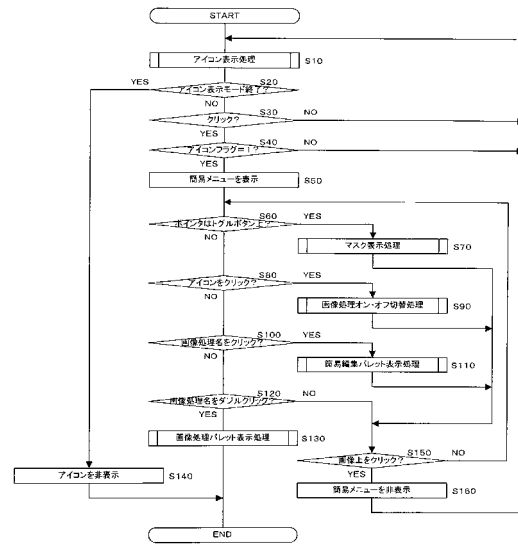 START
アイコン表示処理 S10
YES S20
アイコン表示モード終了?
NO
S30 NO
クリック?
YES
S40 NO
アイコンフラグ=1?
YES
簡易メニューを表示 S50
S60 YES
ポインタはトグルボタン上?
NO
マスク表示処理 S70
S80 YES
アイコンをクリック?
NO
画像処理オン・オフ切替処理 S90
S100 YES
画像処理名をクリック?
NO
簡易編集パレット表示処理 S110
S120 NO
画像処理名をダブルクリック?
YES
画像処理パレット表示処理 S130
S150 NO
画像上をクリック?
YES
アイコンを非表示 S140
簡易メニューを非表示 S160
END